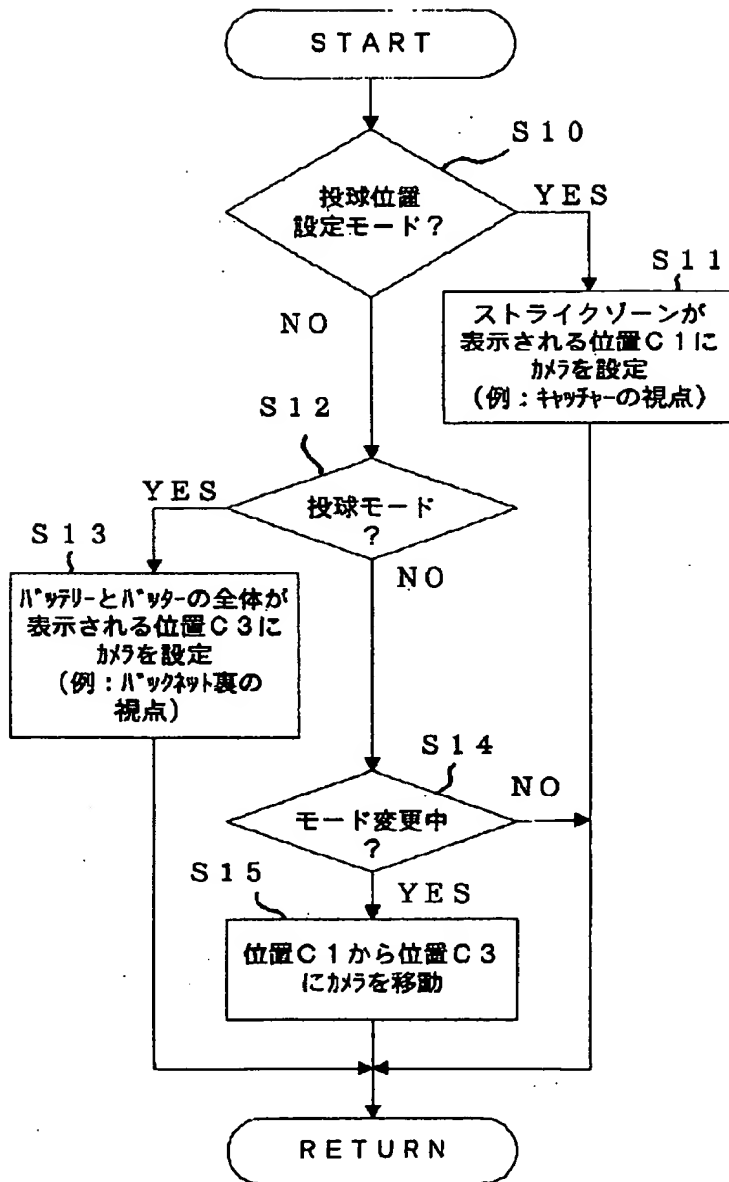 START
S10
投球位置
設定モード?
YES
S11
NO
ストライクゾーンが
表示される位置C1に
カメラを設定
(例:キャッチャーの視点)
S12
YES
投球モード
?
S13
NO
バッテリーとバッターの全体が
表示される位置C3に
カメラを設定
(例:バックネット裏の
視点)
S14
NO
モード変更中
?
S15
YES
位置C1から位置C3
にカメラを移動
RETURN